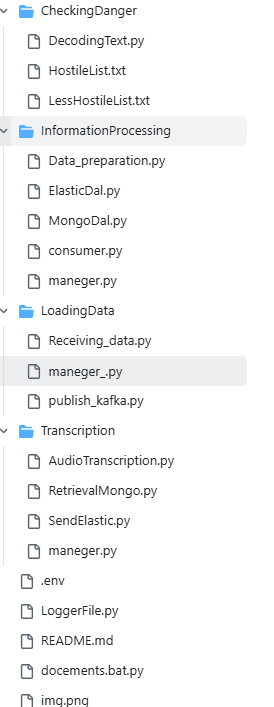 CheckingDanger
DecodingText.py
HostileList.txt
LessHostileList.txt
InformationProcessing
Data_preparation.py
ElasticDal.py
MongoDal.py
consumer.py
maneger.py
LoadingData
Receiving_data.py
maneger_.py
publish_kafka.py
Transcription
AudioTranscription.py
RetrievalMongo.py
SendElastic.py
maneger.py
.env
LoggerFile.py
README.md
docements.bat.py
img.png